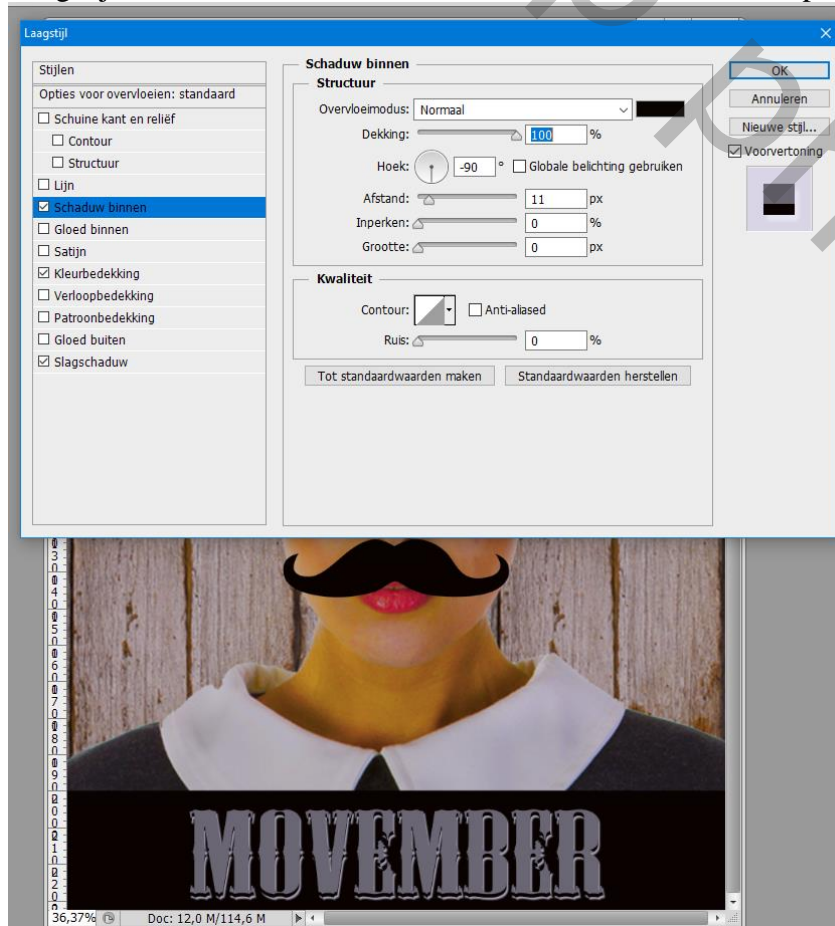 Laagstijl
Stijlen
Opties voor overvloeien: standaard
Schuine kant en reliëf
Contour
Structuur
Lijn
Schaduw binnen
Gloed binnen
Satijn
Kleurbedekking
Verloopbedekking
Patroonbedekking
Gloed buiten
Slagschaduw
Schaduw binnen
Structuur
Overvloeimodus: Normaal
Dekking: 100 %
Hoek: -90 ° Globale belichting gebruiken
Afstand: 11 px
Inperken: 0 %
Grootte: 0 px
Kwaliteit
Contour: Anti-aliased
Ruis: 0 %
Tot standaardwaarden maken Standaardwaarden herstellen
OK
Annuleren
Nieuwe stijl...
Voorvertoning
MOVEMBER
36,37% Doc: 12,0 M/114,6 M